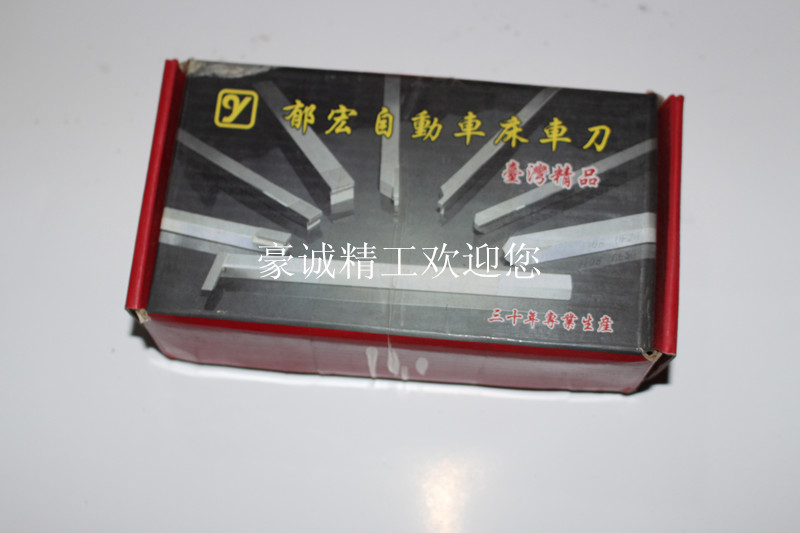 郁宏自動車床車刀
臺灣精品
豪诚精工欢迎您
三十年專業生産